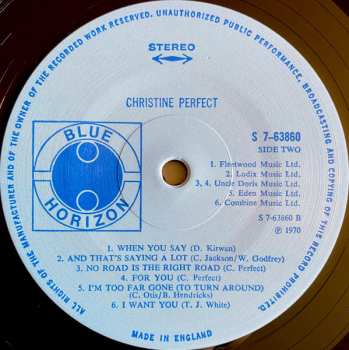 ALL RIGHTS OF THE MANUFACTURER AND OF THE OWNER OF THE RECORDED WORK RESERVED. UNAUTHORIZED PUBLIC PERFORMANCE, BROADCASTING AND COPYING OF THIS RECORD PROHIBITED.
STEREO
CHRISTINE PERFECT
S 7-63860
SIDE TWO
1. Fleetwood Music Ltd.
2. Lodix Music Ltd.
3, 4. Uncle Doris Music Ltd.
5. Eden Music Ltd.
6. Combine Music Ltd.
S 7-63860 B
℗ 1970
BLUE
HORIZON
1. WHEN YOU SAY (D. Kirwan)
2. AND THAT'S SAYING A LOT (C. Jackson/W. Godfrey)
3. NO ROAD IS THE RIGHT ROAD (C. Perfect)
4. FOR YOU (C. Perfect)
5. I'M TOO FAR GONE (TO TURN AROUND)
(C. Otis/B. Hendricks)
6. I WANT YOU (T. J. White)
MADE IN ENGLAND